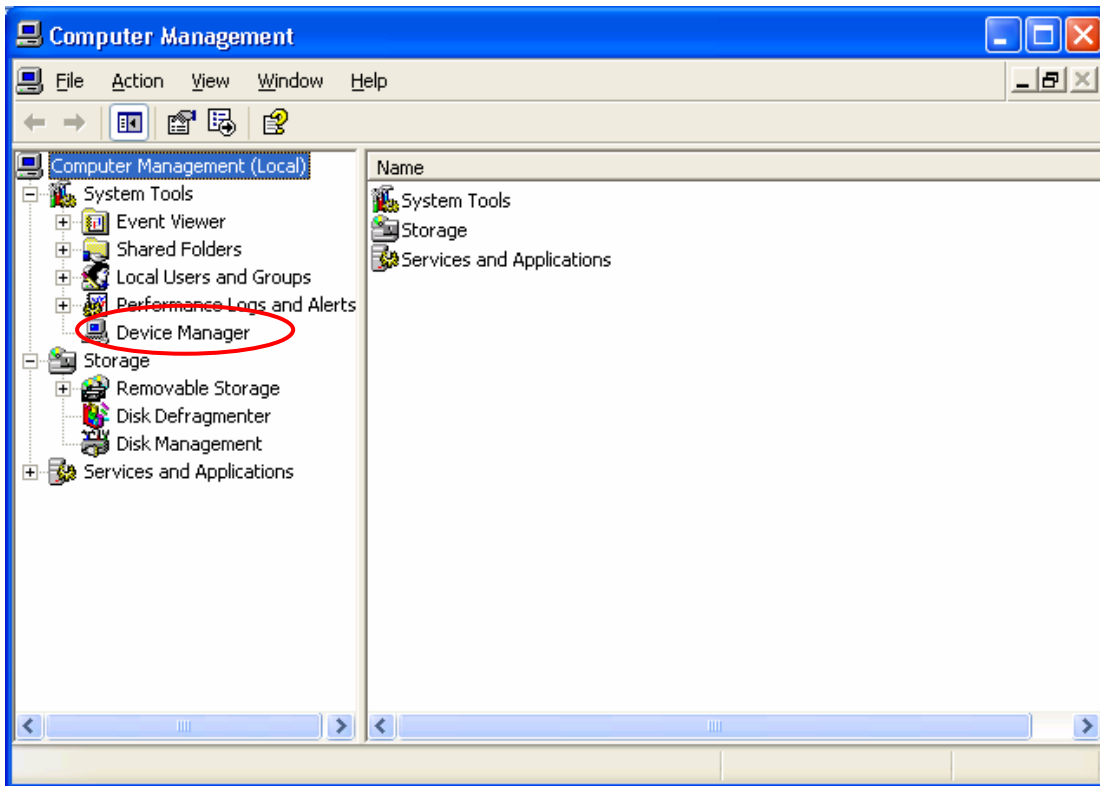 Computer Management
File Action View Window Help
Computer Management (Local)
System Tools
Event Viewer
Shared Folders
Local Users and Groups
Performance Logs and Alerts
Device Manager
Storage
Removable Storage
Disk Defragmenter
Disk Management
Services and Applications
Name
System Tools
Storage
Services and Applications